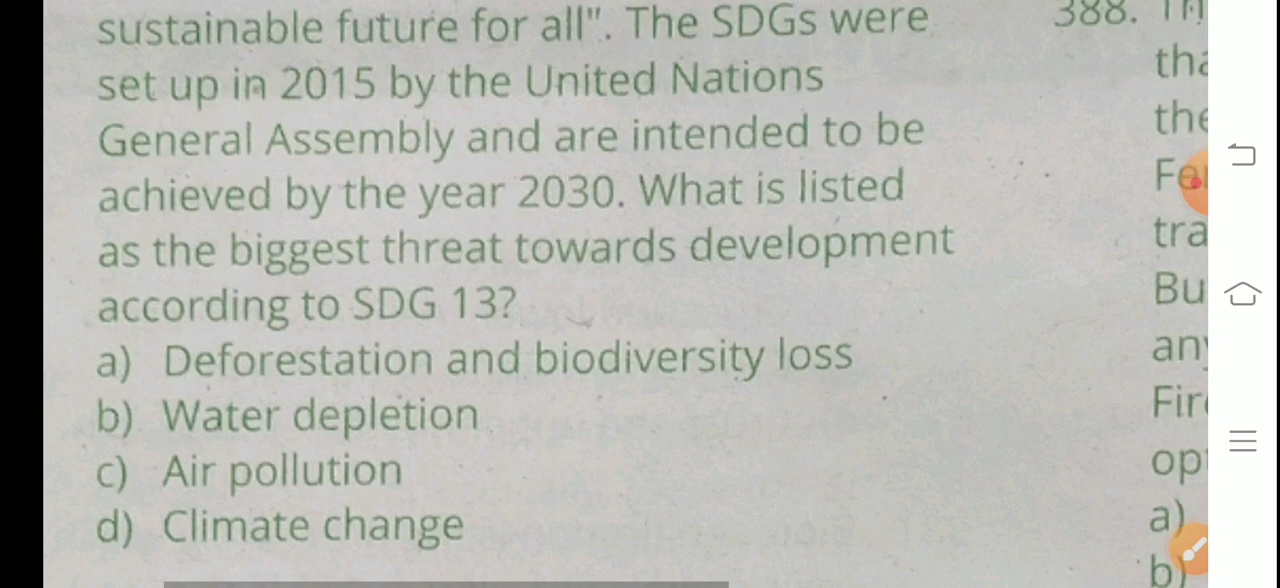 sustainable future for all". The SDGs were
set up in 2015 by the United Nations
General Assembly and are intended to be
achieved by the year 2030. What is listed
as the biggest threat towards development
according to SDG 13?
a) Deforestation and biodiversity loss
b) Water depletion
c) Air pollution
d) Climate change
388.
a)
b)